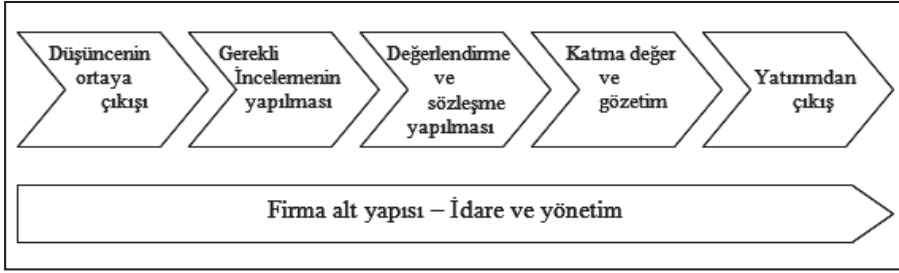 Düşüncenin
ortaya
çıkışı
Gerekli
İncelemenin
yapılması
Değerlendirme
ve
sözleşme
yapılması
Katma değer
ve
gözetim
Yatırımdan
çıkış
Firma alt yapısı – İdare ve yönetim